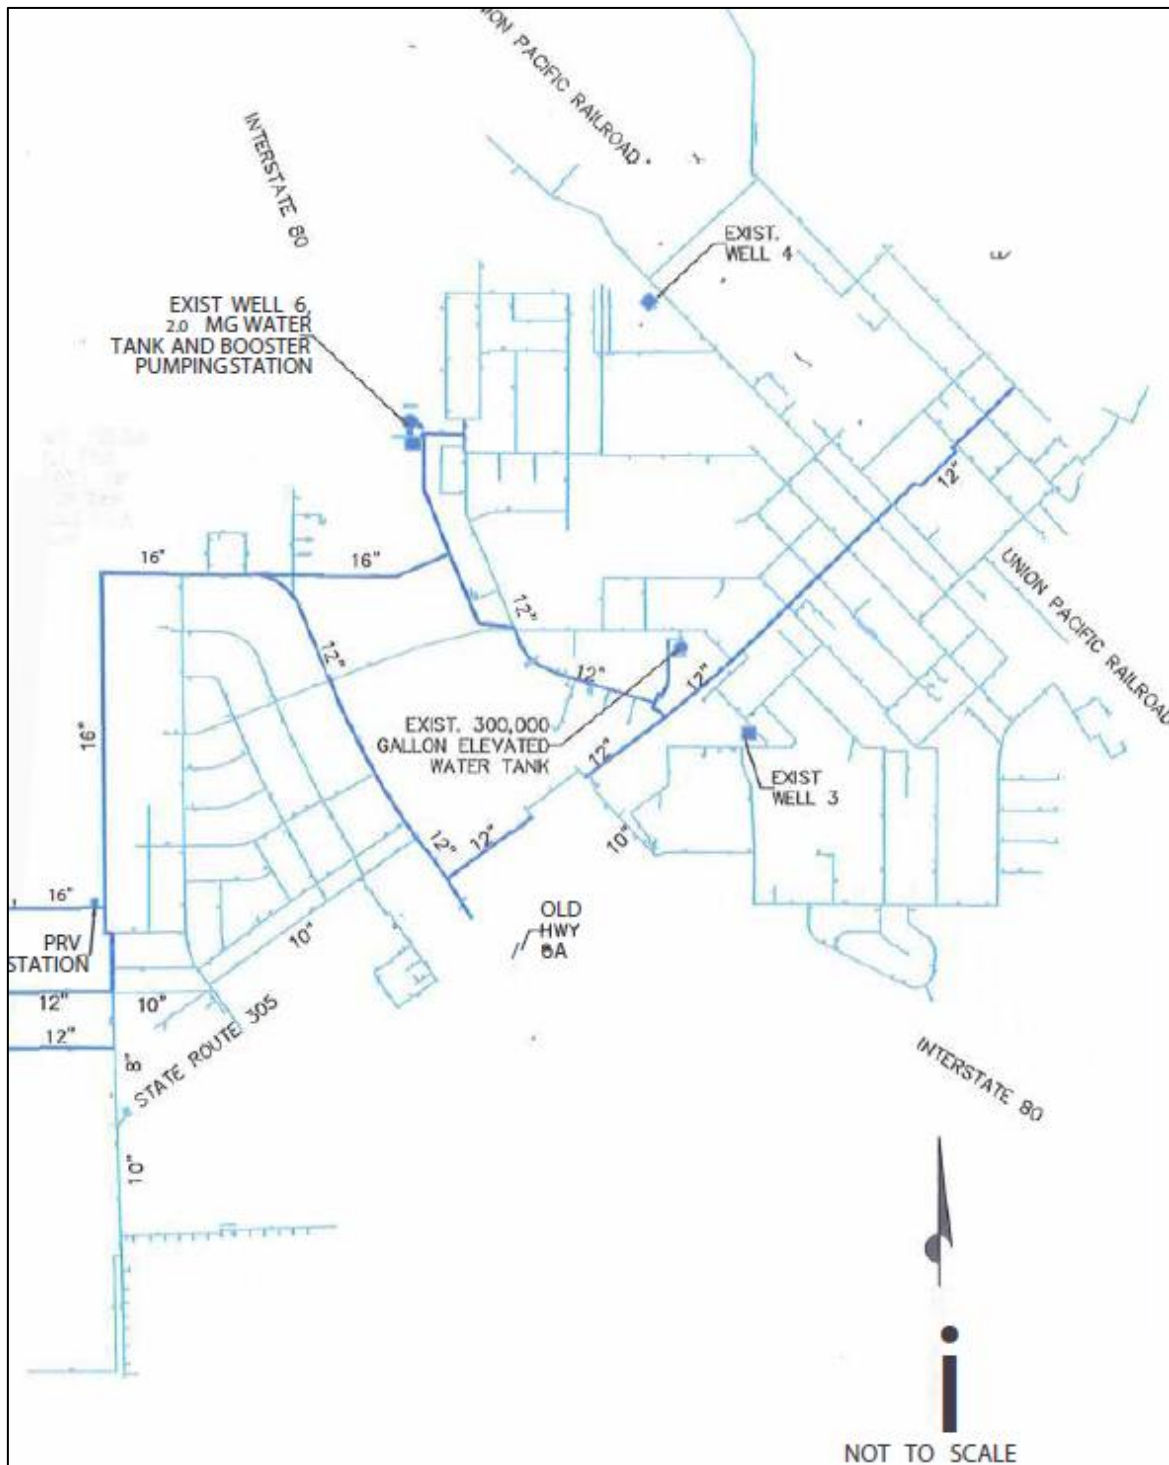 UNION PACIFIC RAILROAD
INTERSTATE 80
EXIST.
WELL 4
EXIST WELL 6,
2.0 MG WATER
TANK AND BOOSTER
PUMPINGSTATION
12"
UNION PACIFIC RAILROAD
16"
16"
12"
12"
12"
12"
16"
EXIST. 300,000
GALLON ELEVATED
WATER TANK
12"
EXIST
WELL 3
12"
12"
10"
16"
PRV
STATION
10"
OLD
HWY
8A
12"
10"
12"
8"
STATE ROUTE 305
INTERSTATE 80
10"
NOT TO SCALE